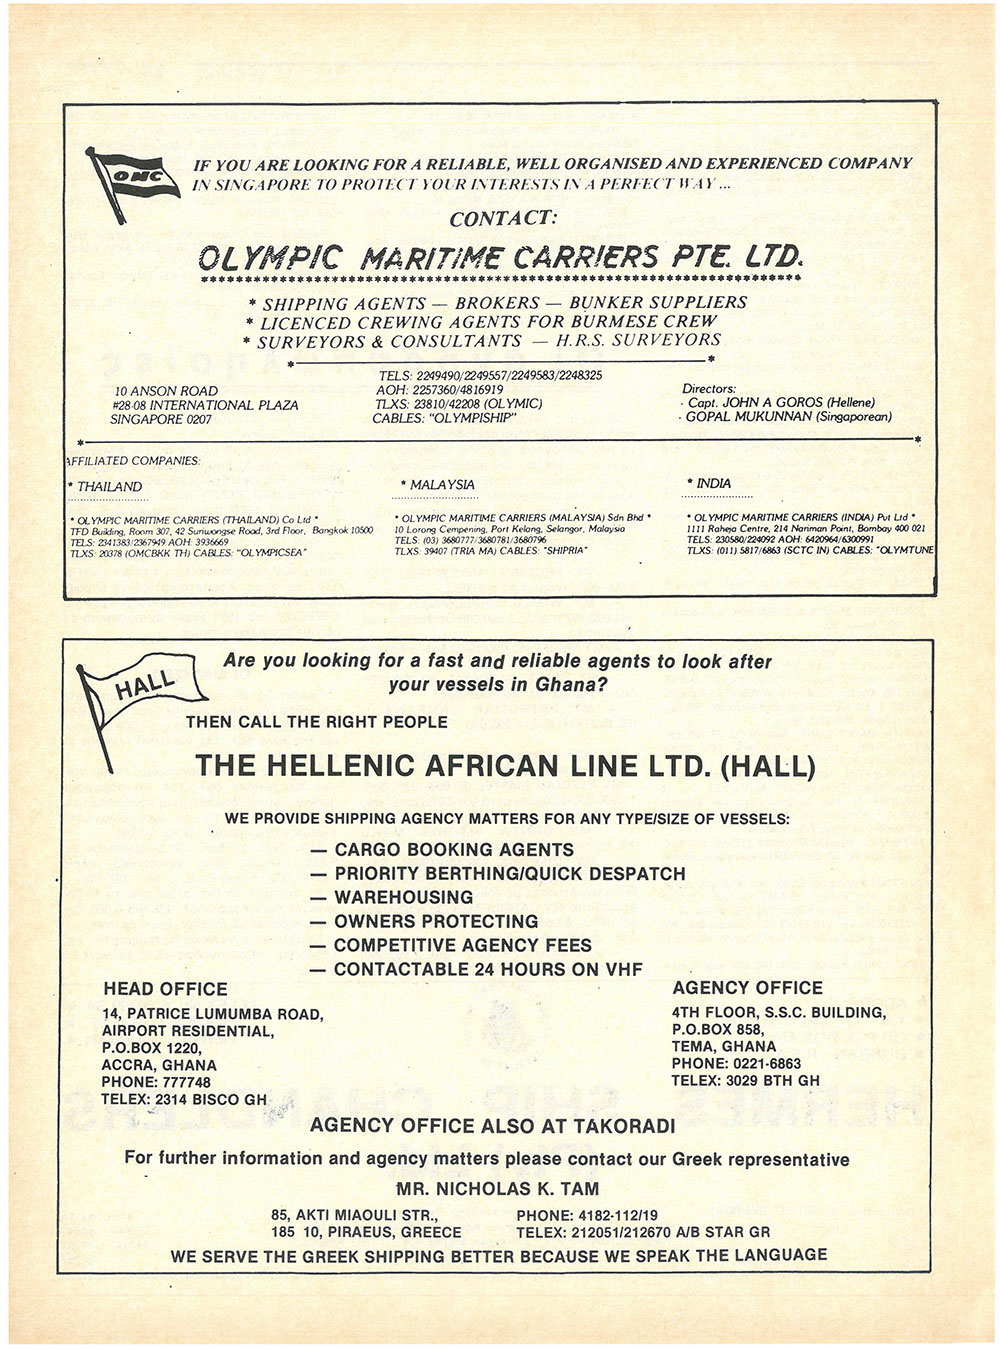 OMC
IF YOU ARE LOOKING FOR A RELIABLE, WELL ORGANISED AND EXPERIENCED COMPANY
IN SINGAPORE TO PROTECT YOUR INTERESTS IN A PERFECT WAY ...
CONTACT:
OLYMPIC MARITIME CARRIERS PTE. LTD.
* SHIPPING AGENTS — BROKERS — BUNKER SUPPLIERS
* LICENCED CREWING AGENTS FOR BURMESE CREW
* SURVEYORS & CONSULTANTS — H.R.S. SURVEYORS
10 ANSON ROAD
#28-08 INTERNATIONAL PLAZA
SINGAPORE 0207
TELS: 2249490/2249557/2249583/2248325
AOH: 2257360/4816919
TLXS: 23810/42208 (OLYMIC)
CABLES: "OLYMPISHIP"
Directors:
- Capt. JOHN A GOROS (Hellene)
- GOPAL MUKUNNAN (Singaporean)
AFFILIATED COMPANIES:
* THAILAND
* OLYMPIC MARITIME CARRIERS (THAILAND) Co Ltd *
TFD Building, Room 307, 42 Suriwongse Road, 3rd Floor, Bangkok 10500
TELS: 2341383/2367949 AOH: 3936669
TLXS: 20378 (OMCBKK TH) CABLES: "OLYMPICSEA"
* MALAYSIA
* OLYMPIC MARITIME CARRIERS (MALAYSIA) Sdn Bhd *
10 Lorong Cempening, Port Kelang, Selangor, Malaysia
TELS: (03) 3680777/3680781/3680796
TLXS: 39407 (TRIA MA) CABLES: "SHIPRIA"
* INDIA
* OLYMPIC MARITIME CARRIERS (INDIA) Pvt Ltd *
1111 Raheja Centre, 214 Nariman Point, Bombay 400 021
TELS: 230580/224092 AOH: 6420964/6300991
TLXS: (011) 5817/6863 (SCTC IN) CABLES: "OLYMTUNE
HALL
Are you looking for a fast and reliable agents to look after
your vessels in Ghana?
THEN CALL THE RIGHT PEOPLE
THE HELLENIC AFRICAN LINE LTD. (HALL)
WE PROVIDE SHIPPING AGENCY MATTERS FOR ANY TYPE/SIZE OF VESSELS:
— CARGO BOOKING AGENTS
— PRIORITY BERTHING/QUICK DESPATCH
— WAREHOUSING
— OWNERS PROTECTING
— COMPETITIVE AGENCY FEES
— CONTACTABLE 24 HOURS ON VHF
HEAD OFFICE
14, PATRICE LUMUMBA ROAD,
AIRPORT RESIDENTIAL,
P.O.BOX 1220,
ACCRA, GHANA
PHONE: 777748
TELEX: 2314 BISCO GH
AGENCY OFFICE
4TH FLOOR, S.S.C. BUILDING,
P.O.BOX 858,
TEMA, GHANA
PHONE: 0221-6863
TELEX: 3029 BTH GH
AGENCY OFFICE ALSO AT TAKORADI
For further information and agency matters please contact our Greek representative
MR. NICHOLAS K. TAM
85, AKTI MIAOULI STR.,
185 10, PIRAEUS, GREECE
PHONE: 4182-112/19
TELEX: 212051/212670 A/B STAR GR
WE SERVE THE GREEK SHIPPING BETTER BECAUSE WE SPEAK THE LANGUAGE